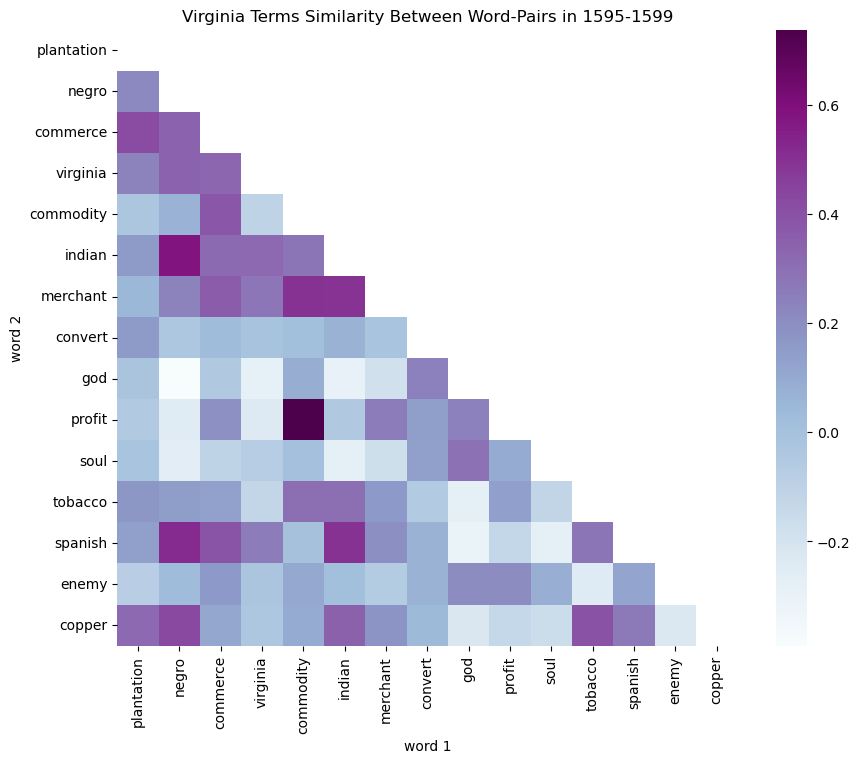 Virginia Terms Similarity Between Word-Pairs in 1595-1599
word 2
plantation
negro
commerce
virginia
commodity
indian
merchant
convert
god
profit
soul
tobacco
spanish
enemy
copper
plantation
negro
commerce
virginia
commodity
indian
merchant
convert
god
profit
soul
tobacco
spanish
enemy
copper
word 1
0.6
0.4
0.2
0.0
−0.2